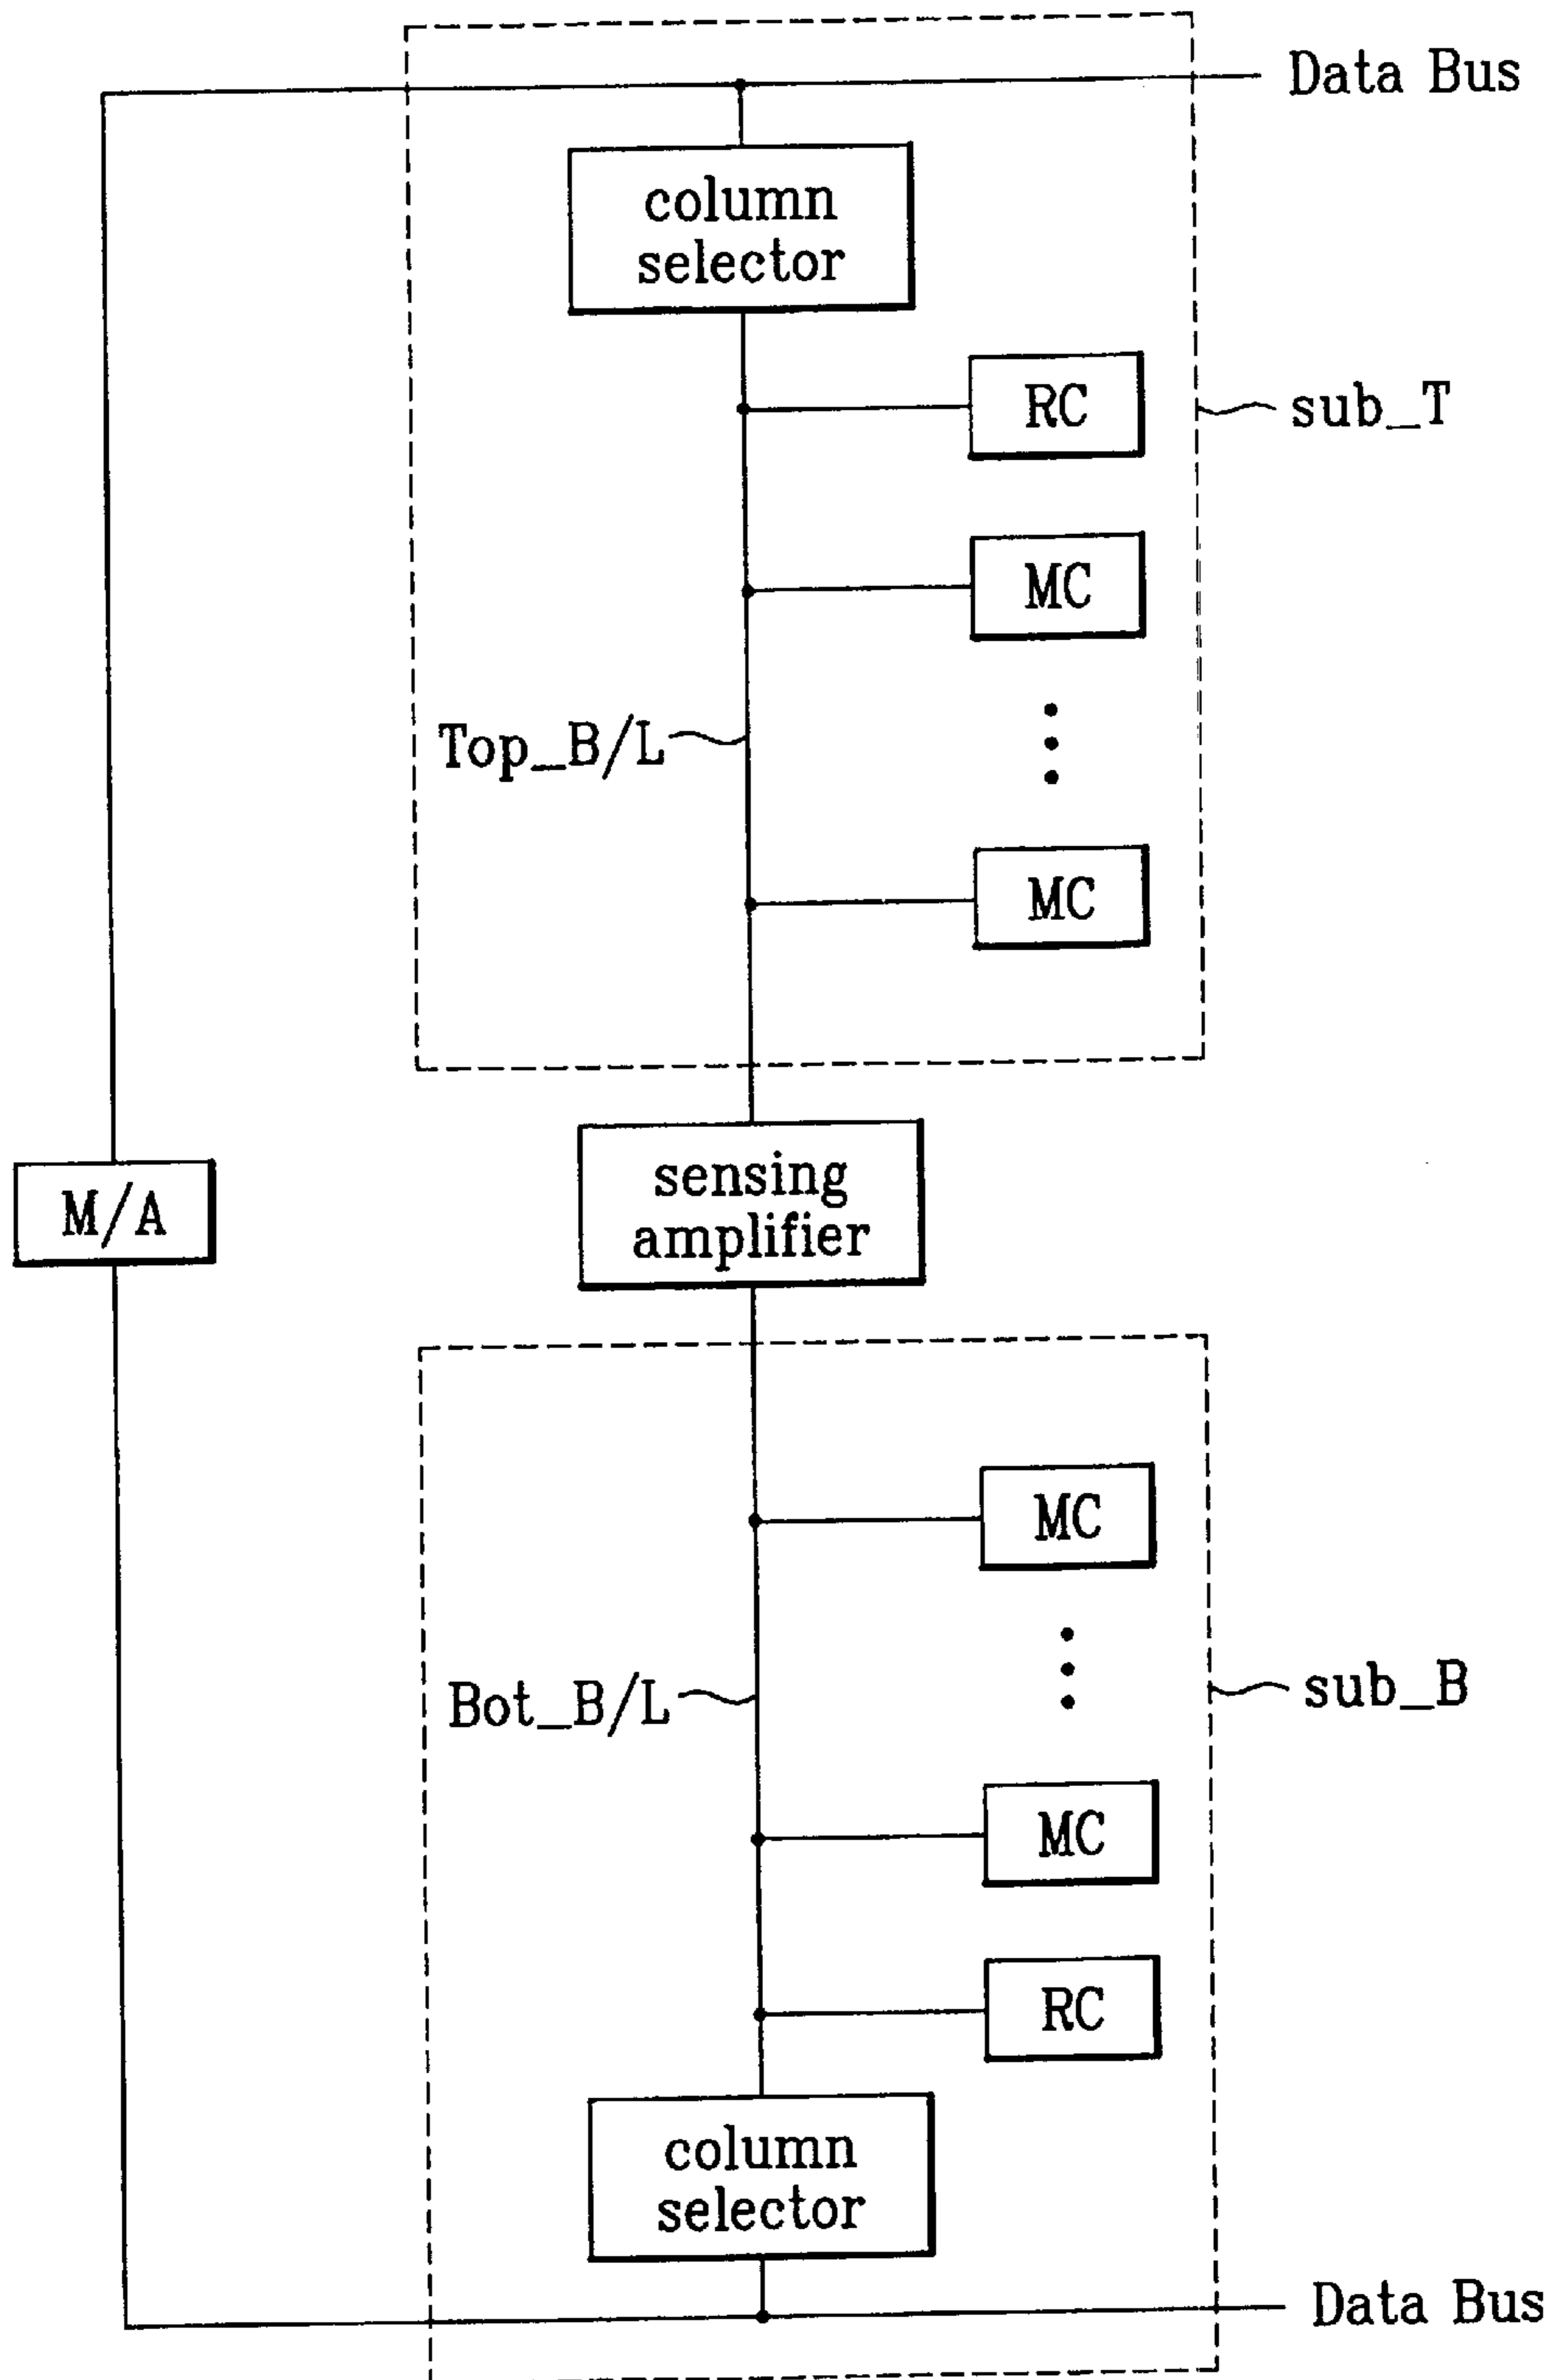 Data Bus
column
selector
RC
sub_T
MC
Top_B/L
MC
sensing
amplifier
M/A
MC
Bot_B/L
sub_B
MC
RC
column
selector
Data Bus